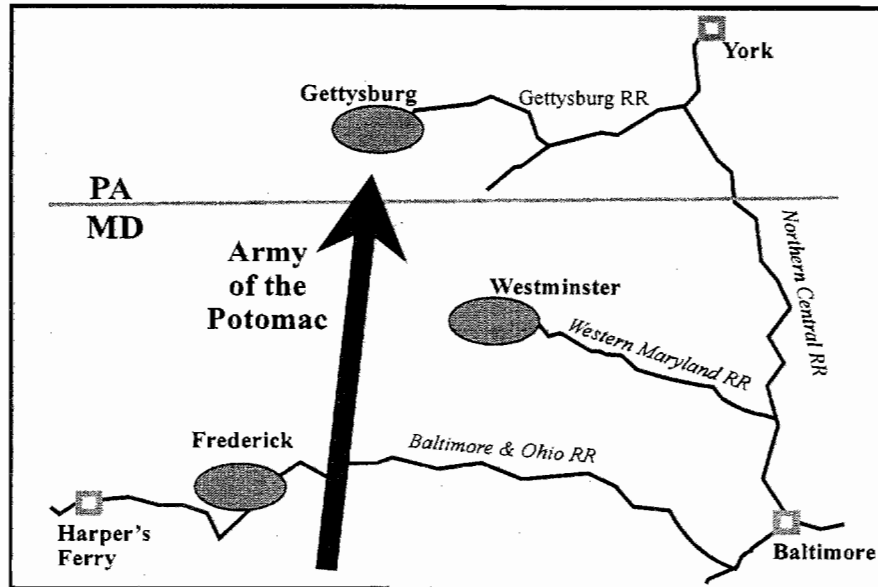 York
Gettysburg
Gettysburg RR
PA
MD
Army
of the
Potomac
Northern Central RR
Westminster
Western Maryland RR
Frederick
Baltimore & Ohio RR
Harper's
Ferry
Baltimore